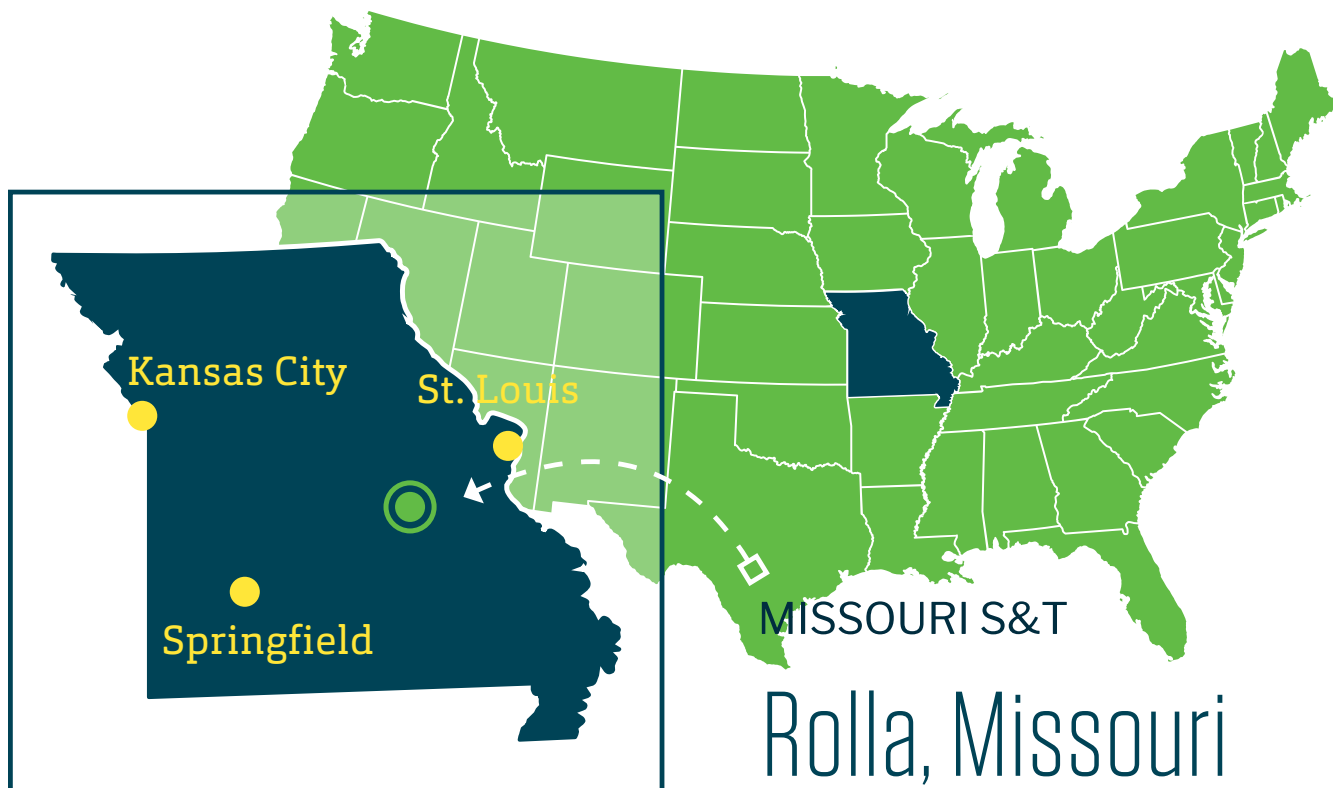 Kansas City
St. Louis
Springfield
MISSOURI S&T
Rolla, Missouri